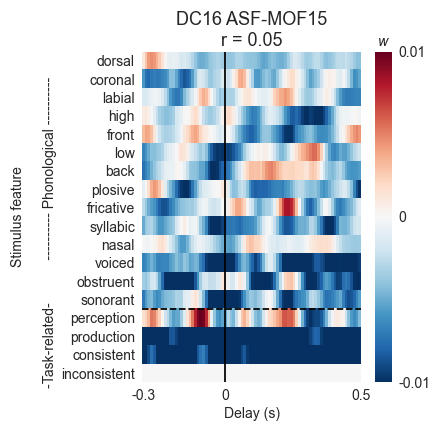 DC16 ASF-MOF15
r = 0.05
w
dorsal
coronal
labial
high
front
low
back
plosive
fricative
syllabic
nasal
voiced
obstruent
sonorant
perception
production
consistent
inconsistent
Stimulus feature
-Task-related- ---------- Phonological ----------
0.01
0
-0.01
-0.3 0 0.5
Delay (s)